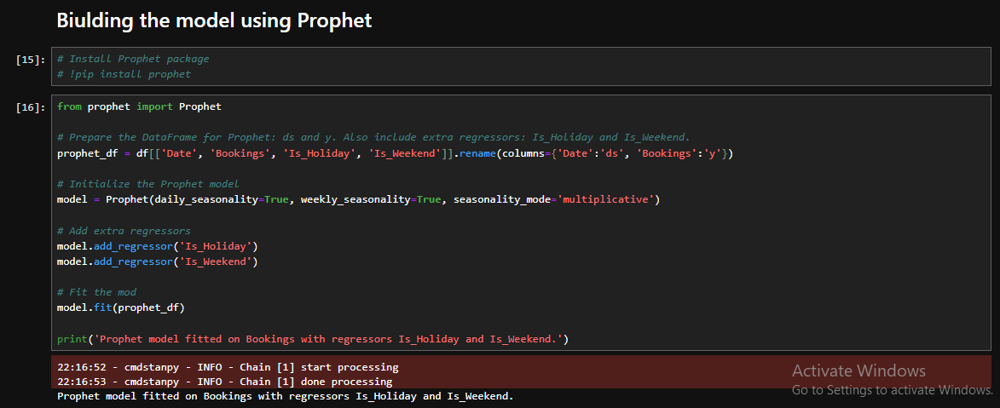 Biulding the model using Prophet
[15]:
# Install Prophet package
# !pip install prophet
[16]:
from prophet import Prophet
# Prepare the DataFrame for Prophet: ds and y. Also include extra regressors: Is_Holiday and Is_Weekend.
prophet_df = df[['Date', 'Bookings', 'Is_Holiday', 'Is_Weekend']].rename(columns={'Date':'ds', 'Bookings':'y'})
# Initialize the Prophet model
model = Prophet(daily_seasonality=True, weekly_seasonality=True, seasonality_mode='multiplicative')
# Add extra regressors
model.add_regressor('Is_Holiday')
model.add_regressor('Is_Weekend')
# Fit the mod
model.fit(prophet_df)
print('Prophet model fitted on Bookings with regressors Is_Holiday and Is_Weekend.')
22:16:52 - cmdstanpy - INFO - Chain [1] start processing
22:16:53 - cmdstanpy - INFO - Chain [1] done processing
Prophet model fitted on Bookings with regressors Is_Holiday and Is_Weekend.
Activate Windows
Go to Settings to activate Windows.